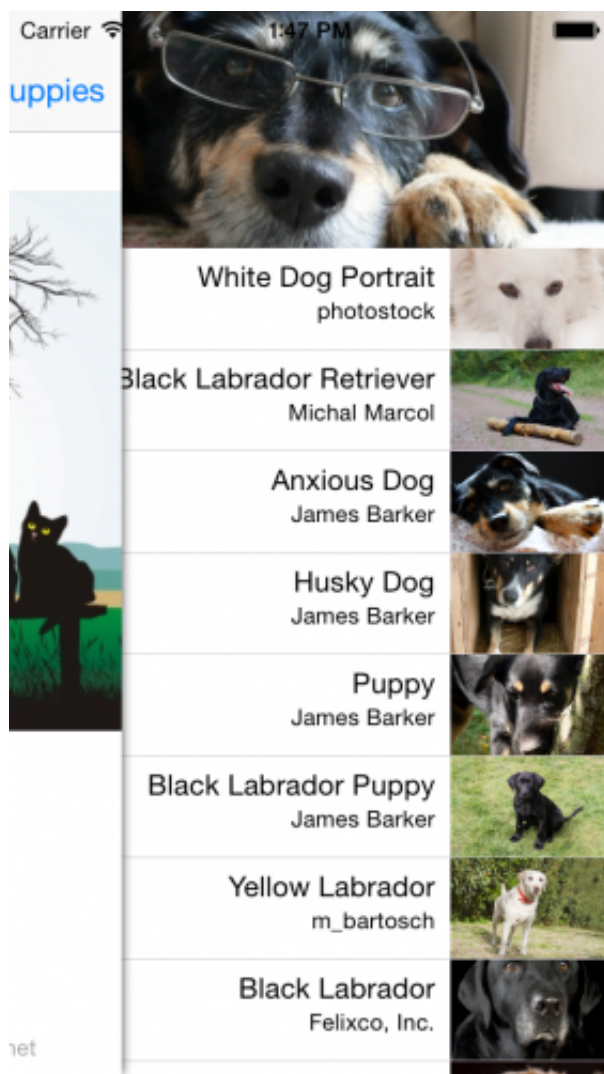 Carrier
1:47 PM
uppies
White Dog Portrait
photostock
Black Labrador Retriever
Michal Marcol
Anxious Dog
James Barker
Husky Dog
James Barker
Puppy
James Barker
Black Labrador Puppy
James Barker
Yellow Labrador
m_bartosch
Black Labrador
Felixco, Inc.
net